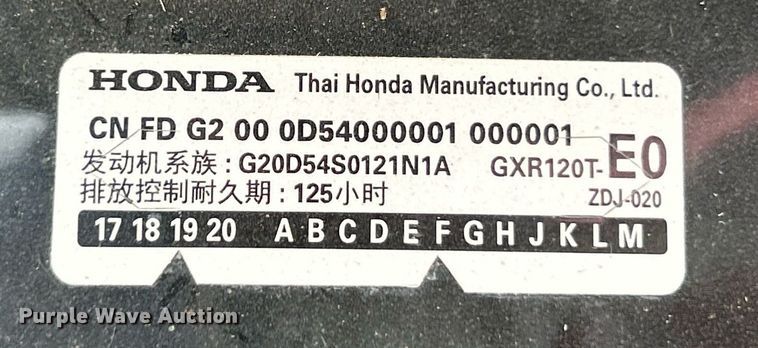 HONDA Thai Honda Manufacturing Co., Ltd.
CN FD G2 00 0D54000001 000001
发动机系族：G20D54S0121N1A GXR120T-E0
排放控制耐久期：125小时 ZDJ-020
17 18 19 20 A B C D E F G H J K L M
Purple Wave Auction